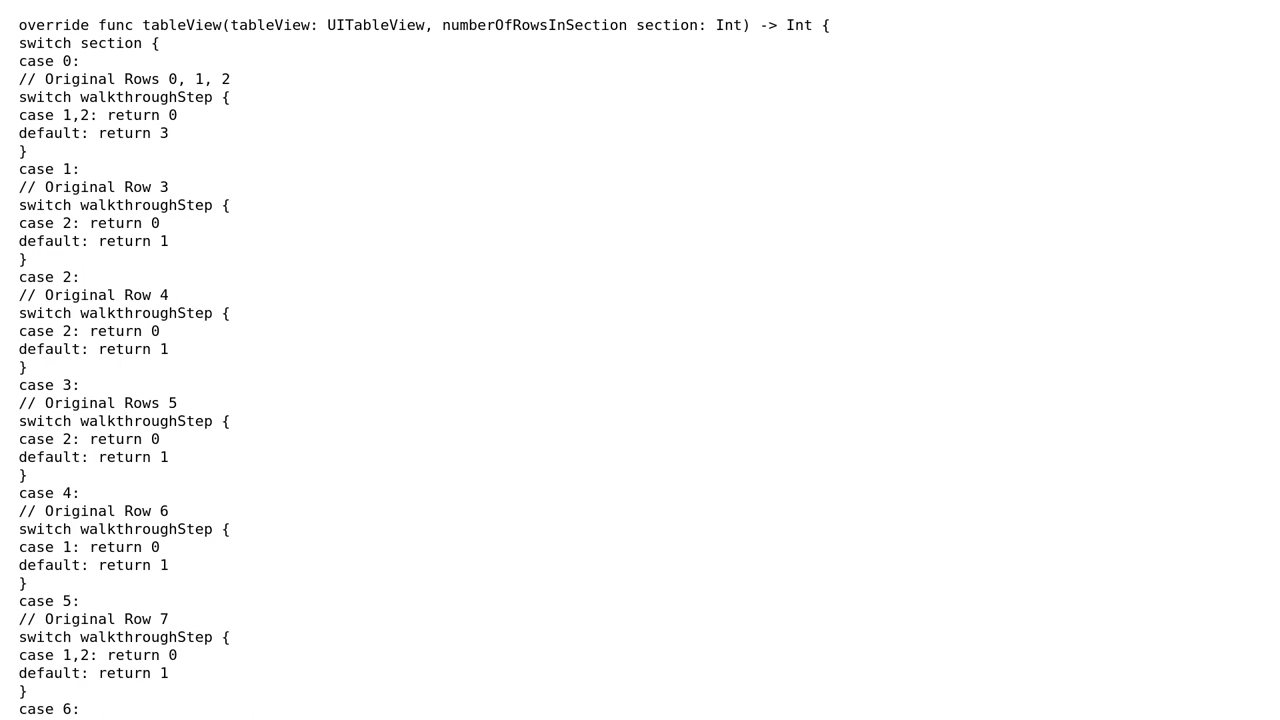 override func tableView(tableView: UITableView, numberOfRowsInSection section: Int) -> Int {
switch section {
case 0:
// Original Rows 0, 1, 2
switch walkthroughStep {
case 1,2: return 0
default: return 3
}
case 1:
// Original Row 3
switch walkthroughStep {
case 2: return 0
default: return 1
}
case 2:
// Original Row 4
switch walkthroughStep {
case 2: return 0
default: return 1
}
case 3:
// Original Rows 5
switch walkthroughStep {
case 2: return 0
default: return 1
}
case 4:
// Original Row 6
switch walkthroughStep {
case 1: return 0
default: return 1
}
case 5:
// Original Row 7
switch walkthroughStep {
case 1,2: return 0
default: return 1
}
case 6: